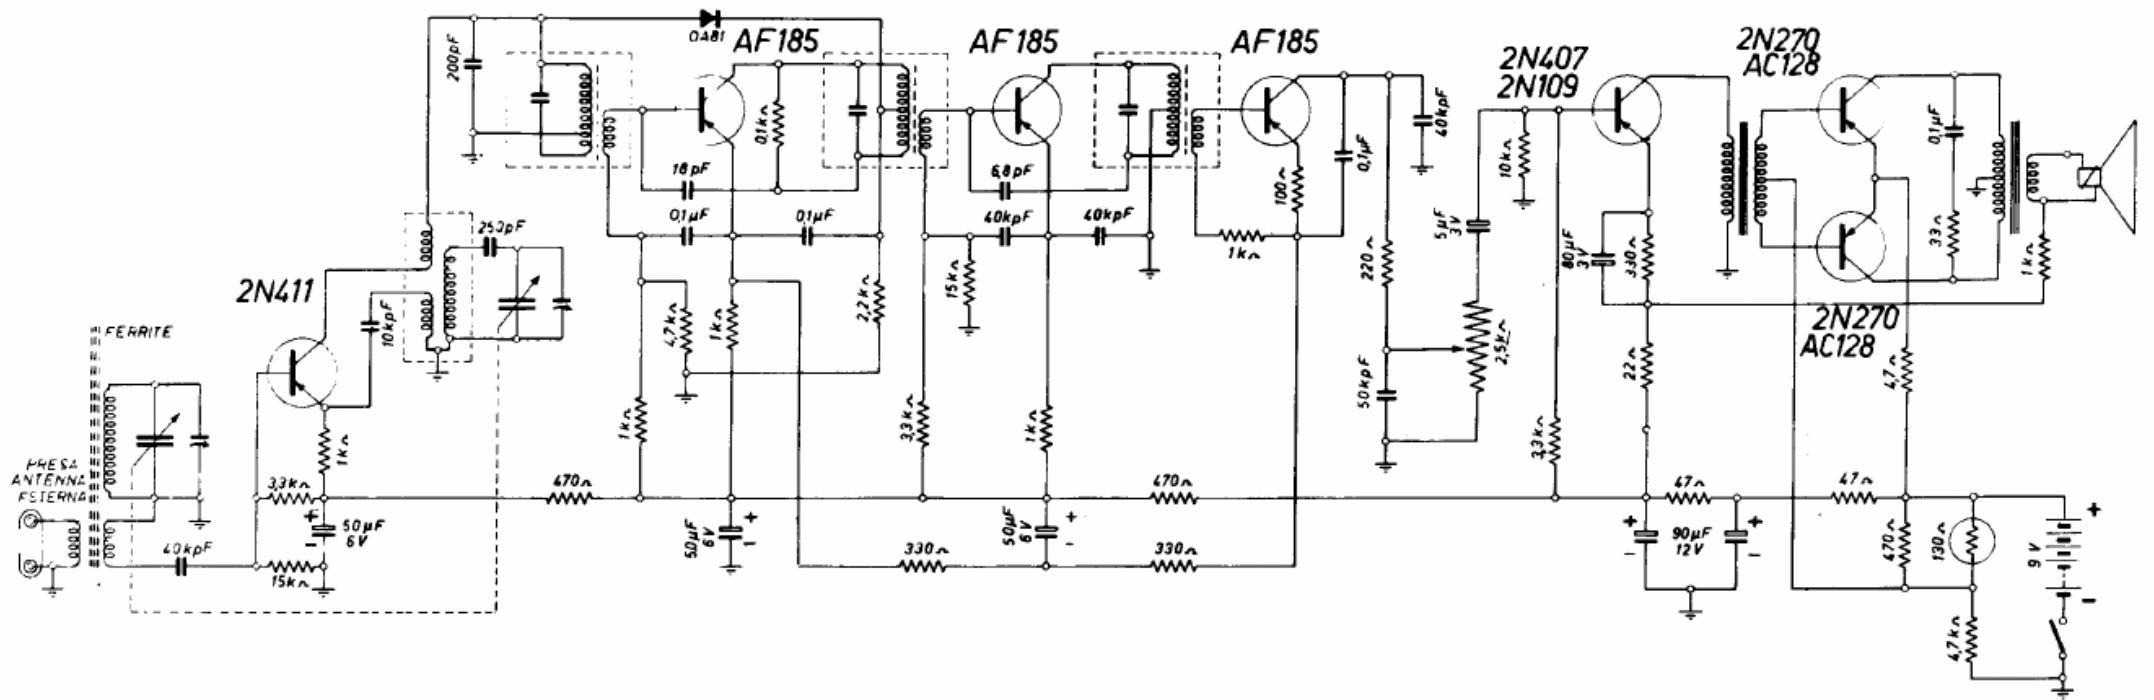 200pF
OA81
AF185
AF185
AF185
2N407
2N109
2N270
AC128
0,1kΩ
18 pF
6,8pF
100Ω
0,1µF
40kpF
10kΩ
0,1µF
33Ω
1kΩ
250pF
0,1µF
0,1µF
40kpF
40kpF
1kΩ
220Ω
5µF
3V
80µF
3V
330Ω
2N411
10kpF
4,7kΩ
1kΩ
2,2kΩ
15kΩ
2,5kΩ
2N270
AC128
FERRITE
1kΩ
1kΩ
3,3kΩ
1kΩ
50kpF
3,3kΩ
22Ω
4,7Ω
PRESA
ANTENNA
ESTERNA
3,3kΩ
470Ω
470Ω
47Ω
47Ω
+
50µF
6V
-
+
50µF
6V
-
+
50µF
6V
-
+
90µF
12V
-
+
-
470Ω
130Ω
+
9V
-
40kpF
15kΩ
330Ω
330Ω
4,7kΩ